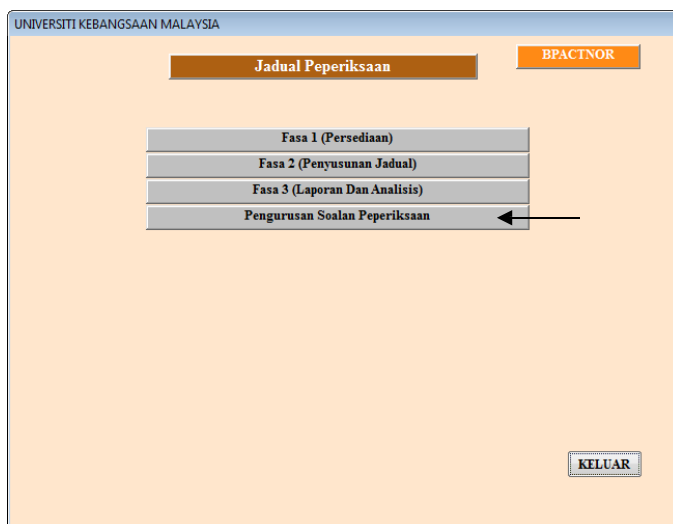 UNIVERSITI KEBANGSAAN MALAYSIA
Jadual Peperiksaan
BPACTNOR
Fasa 1 (Persediaan)
Fasa 2 (Penyusunan Jadual)
Fasa 3 (Laporan Dan Analisis)
Pengurusan Soalan Peperiksaan
KELUAR